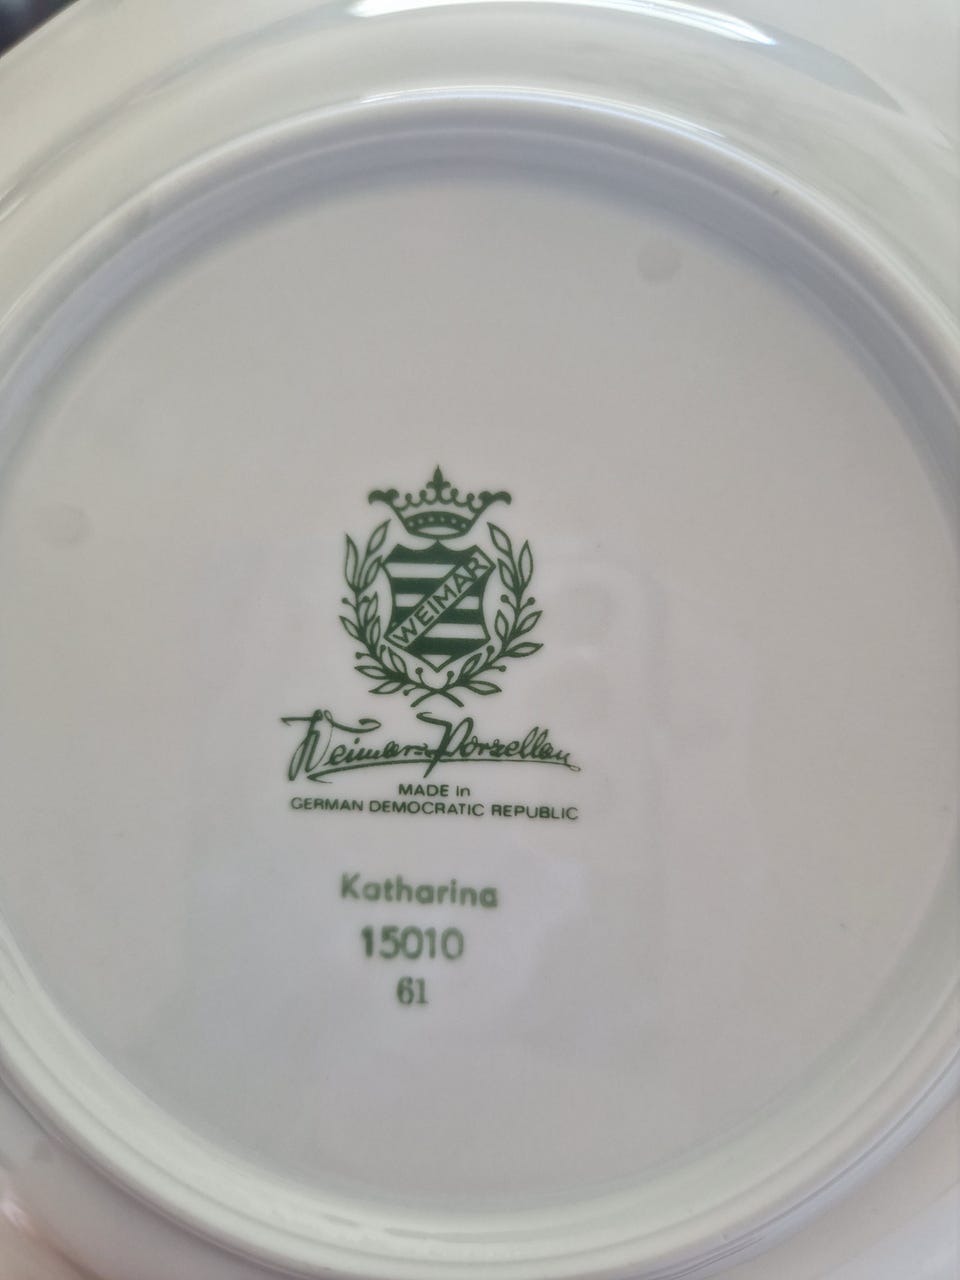 WEIMAR
Weimar-Porzellan
MADE in
GERMAN DEMOCRATIC REPUBLIC
Katharina
15010
61